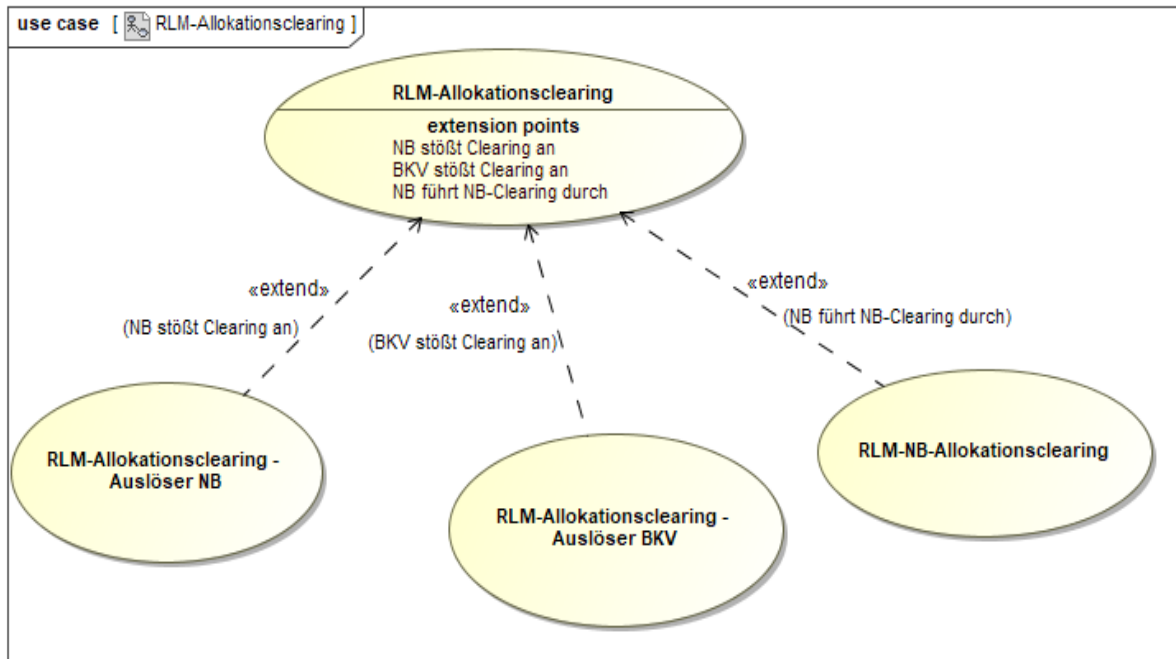 use case [ RLM-Allokationsclearing ]
RLM-Allokationsclearing
extension points
NB stößt Clearing an
BKV stößt Clearing an
NB führt NB-Clearing durch
«extend»
(NB stößt Clearing an)
«extend»
(BKV stößt Clearing an)
«extend»
(NB führt NB-Clearing durch)
RLM-Allokationsclearing -
Auslöser NB
RLM-Allokationsclearing -
Auslöser BKV
RLM-NB-Allokationsclearing